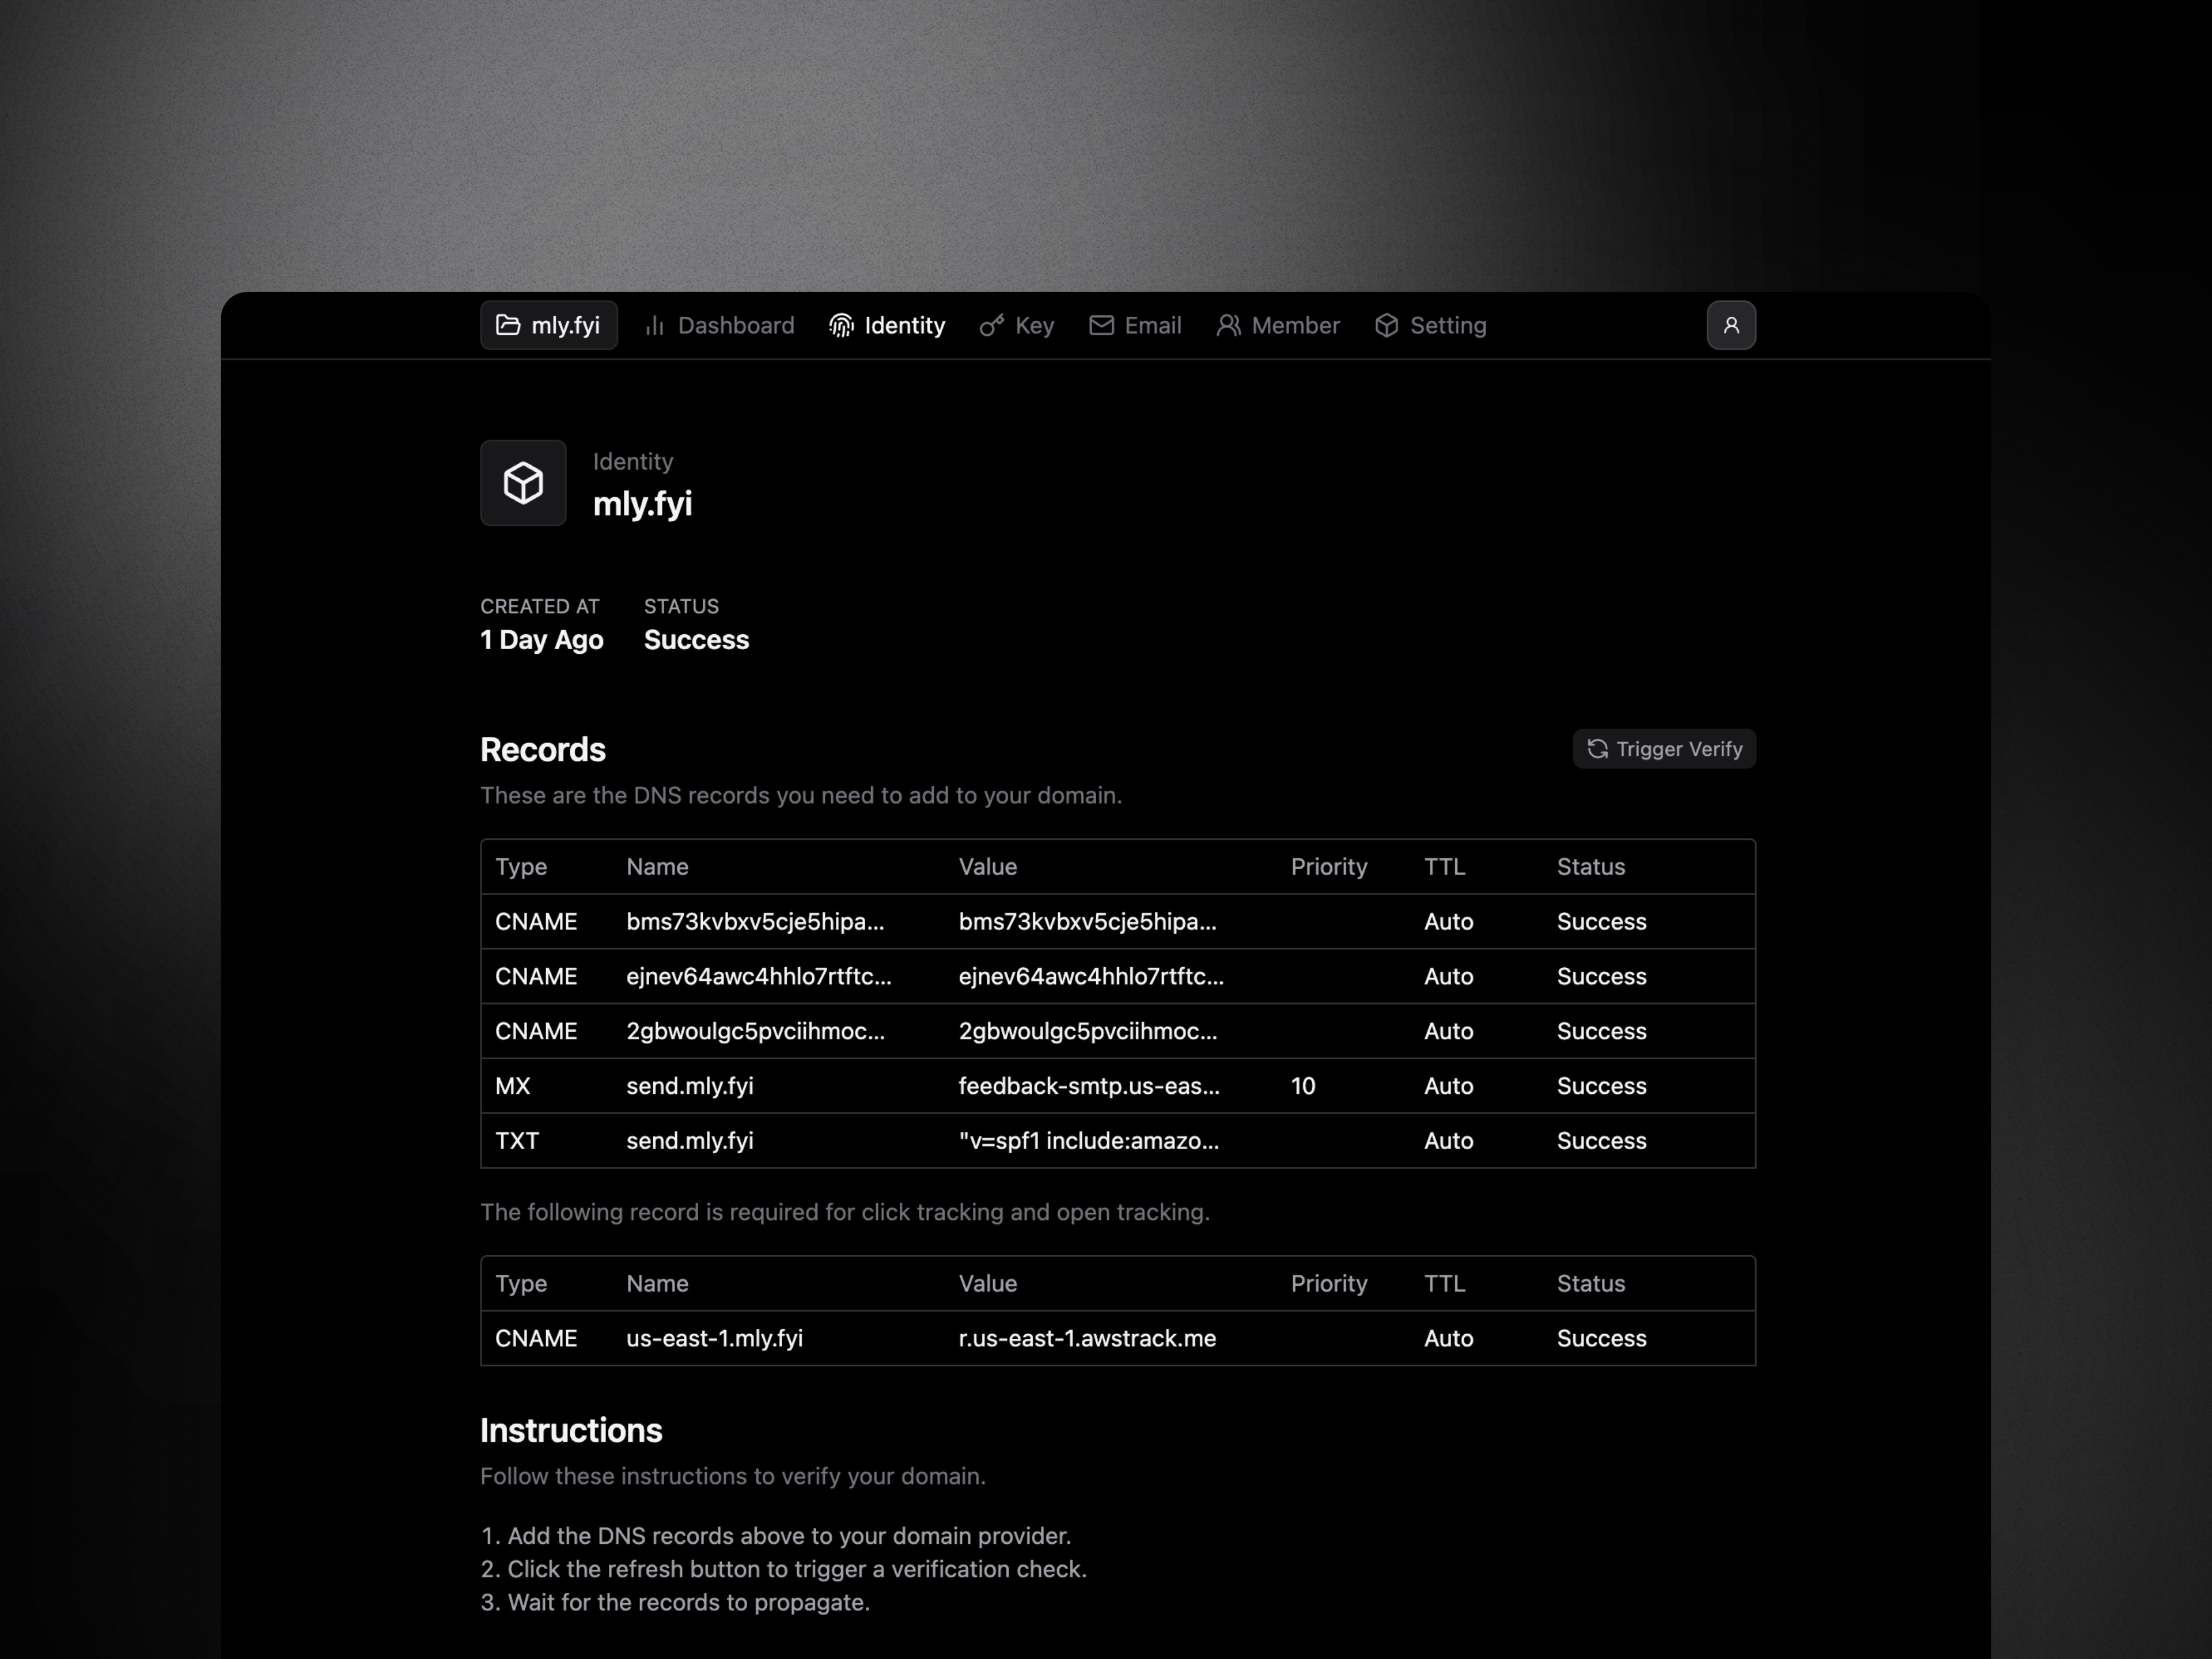 mly.fyi Dashboard Identity Key Email Member Setting
Identity
mly.fyi
CREATED AT STATUS
1 Day Ago Success
Records Trigger Verify
These are the DNS records you need to add to your domain.
Type Name Value Priority TTL Status
CNAME bms73kvbxv5cje5hipa... bms73kvbxv5cje5hipa... Auto Success
CNAME ejnev64awc4hhlo7rtftc... ejnev64awc4hhlo7rtftc... Auto Success
CNAME 2gbwoulgc5pvciihmoc... 2gbwoulgc5pvciihmoc... Auto Success
MX send.mly.fyi feedback-smtp.us-eas... 10 Auto Success
TXT send.mly.fyi "v=spf1 include:amazo... Auto Success
The following record is required for click tracking and open tracking.
Type Name Value Priority TTL Status
CNAME us-east-1.mly.fyi r.us-east-1.awstrack.me Auto Success
Instructions
Follow these instructions to verify your domain.
1. Add the DNS records above to your domain provider.
2. Click the refresh button to trigger a verification check.
3. Wait for the records to propagate.